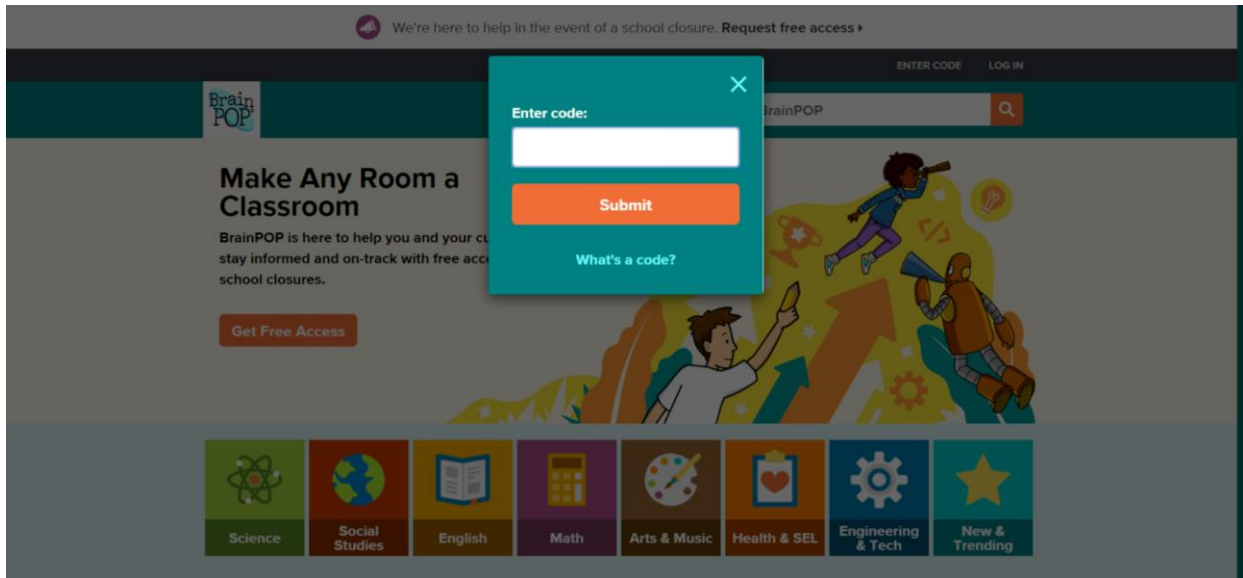 We're here to help in the event of a school closure. Request free access
ENTER CODE LOG IN
Brain
POP
Enter code:
BrainPOP
Submit
What's a code?
Make Any Room a
Classroom
BrainPOP is here to help you and your
stay informed and on-track with free
school closures.
Get Free Access
Science
Social
Studies
English
Math
Arts & Music
Health & SEL
Engineering
& Tech
New &
Trending